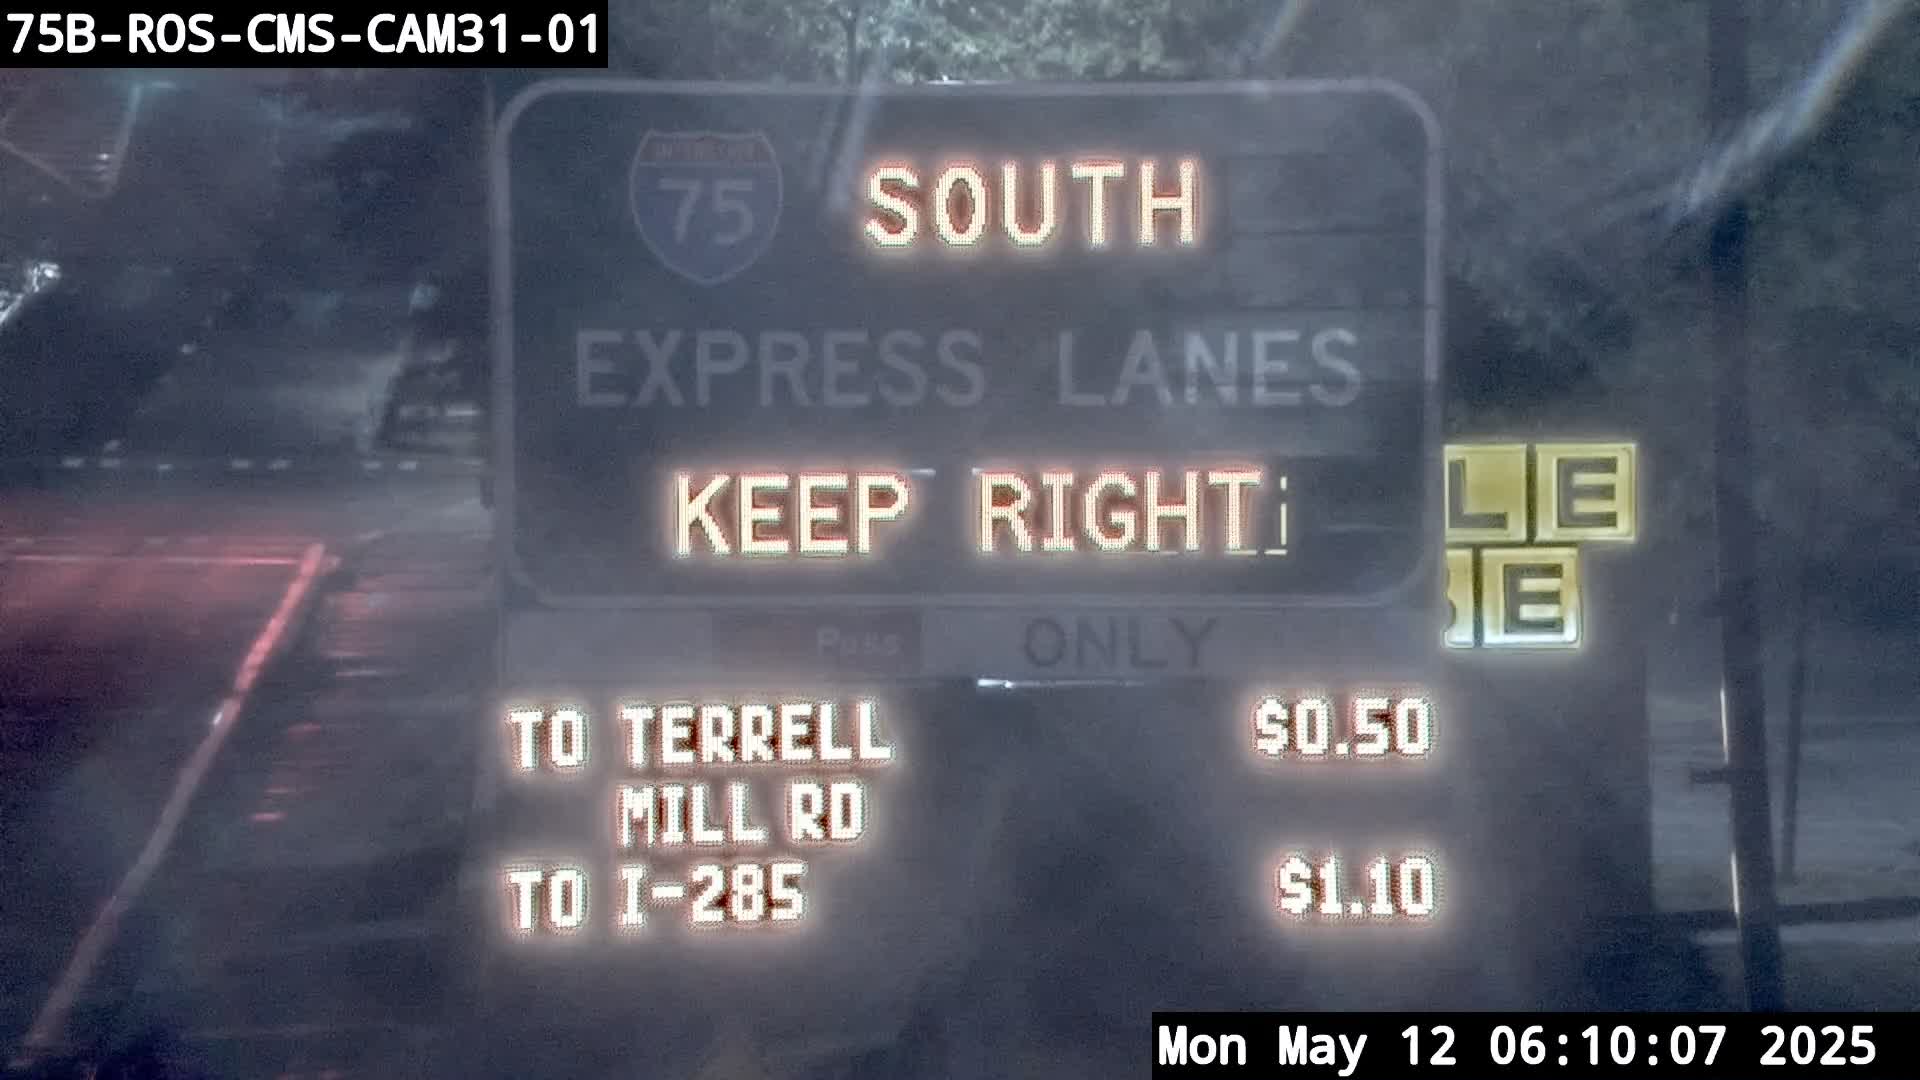 75B-ROS-CMS-CAM31-01
INTERSTATE
75 SOUTH
EXPRESS LANES
KEEP RIGHT
LE
E
Pass ONLY
TO TERRELL $0.50
MILL RD
TO I-285 $1.10
Mon May 12 06:10:07 2025